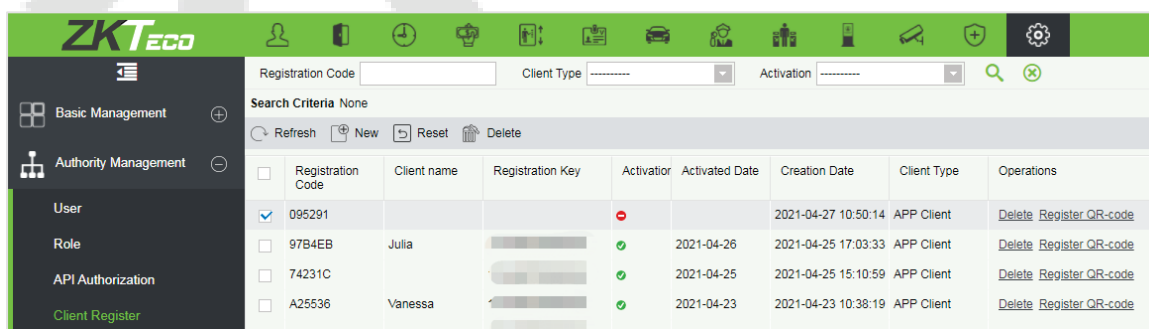 ZKTeco
Registration Code Client Type ---------- Activation ----------
Search Criteria None
Refresh New Reset Delete
Basic Management
Authority Management
User
Role
API Authorization
Client Register
Registration Code Client name Registration Key Activation Activated Date Creation Date Client Type Operations
095291 2021-04-27 10:50:14 APP Client Delete Register QR-code
97B4EB Julia 2021-04-26 2021-04-25 17:03:33 APP Client Delete Register QR-code
74231C 2021-04-25 2021-04-25 15:10:59 APP Client Delete Register QR-code
A25536 Vanessa 2021-04-23 2021-04-23 10:38:19 APP Client Delete Register QR-code